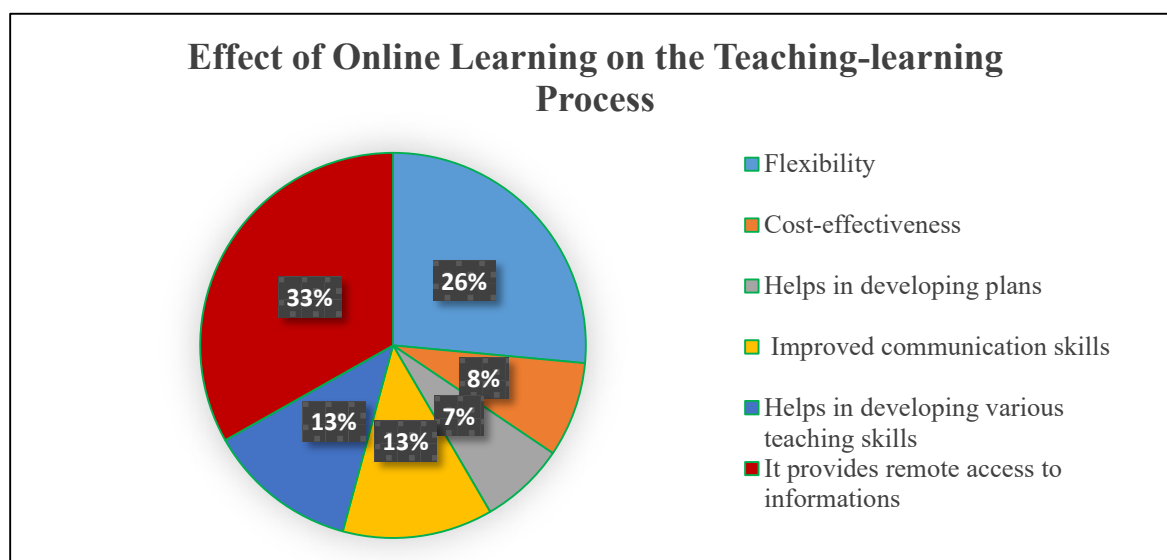 Effect of Online Learning on the Teaching-learning
Process
26%
8%
7%
13%
13%
33%
Flexibility
Cost-effectiveness
Helps in developing plans
Improved communication skills
Helps in developing various
teaching skills
It provides remote access to
informations